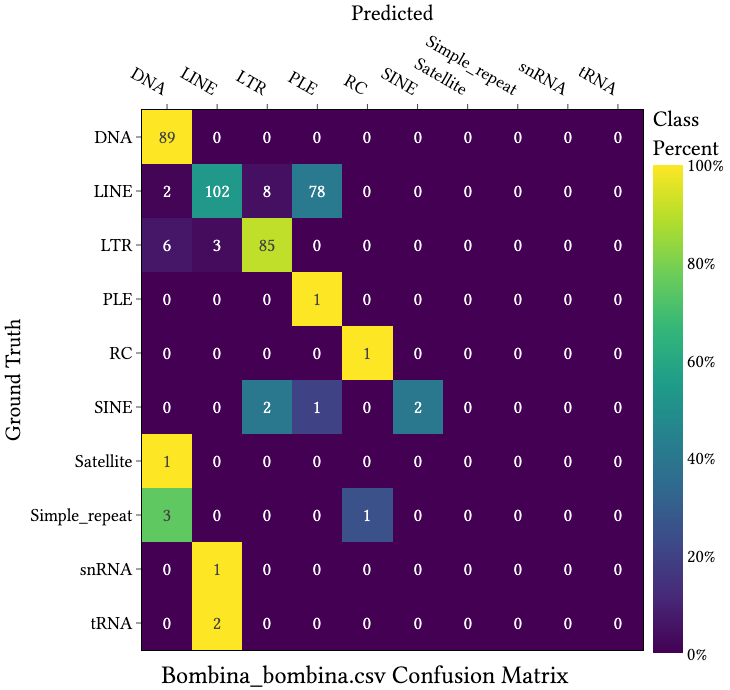 Predicted
DNA LINE LTR PLE RC SINE Satellite Simple_repeat snRNA tRNA
Class
Percent
DNA 89 0 0 0 0 0 0 0 0 0
LINE 2 102 8 78 0 0 0 0 0 0
LTR 6 3 85 0 0 0 0 0 0 0
PLE 0 0 0 1 0 0 0 0 0 0
RC 0 0 0 0 1 0 0 0 0 0
SINE 0 0 2 1 0 2 0 0 0 0
Satellite 1 0 0 0 0 0 0 0 0 0
Simple_repeat 3 0 0 0 1 0 0 0 0 0
snRNA 0 1 0 0 0 0 0 0 0 0
tRNA 0 2 0 0 0 0 0 0 0 0
Ground Truth
100%
80%
60%
40%
20%
0%
Bombina_bombina.csv Confusion Matrix